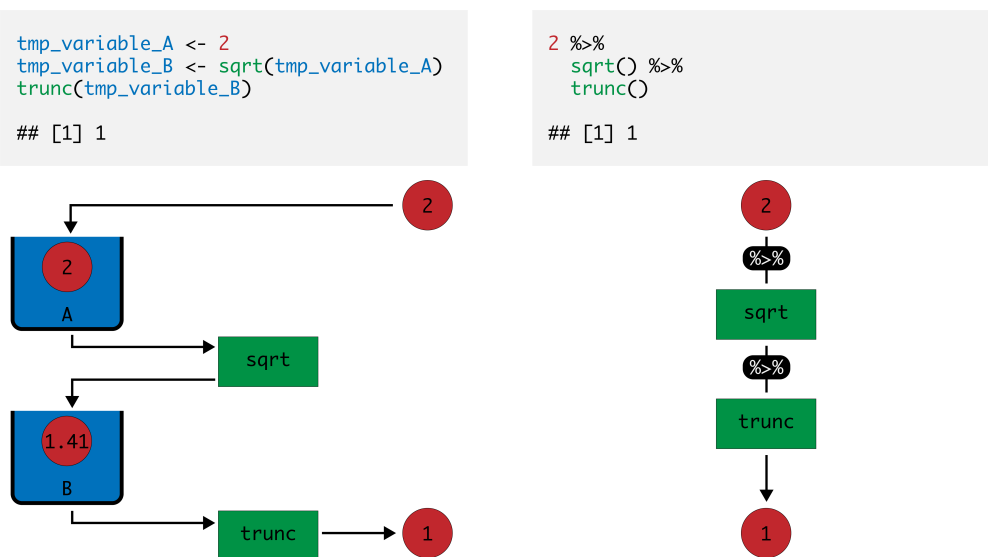 tmp_variable_A <- 2
tmp_variable_B <- sqrt(tmp_variable_A)
trunc(tmp_variable_B)
## [1] 1
2
2
A
sqrt
1.41
B
trunc
1
2 %>%
sqrt() %>%
trunc()
## [1] 1
2
%>%
sqrt
%>%
trunc
1